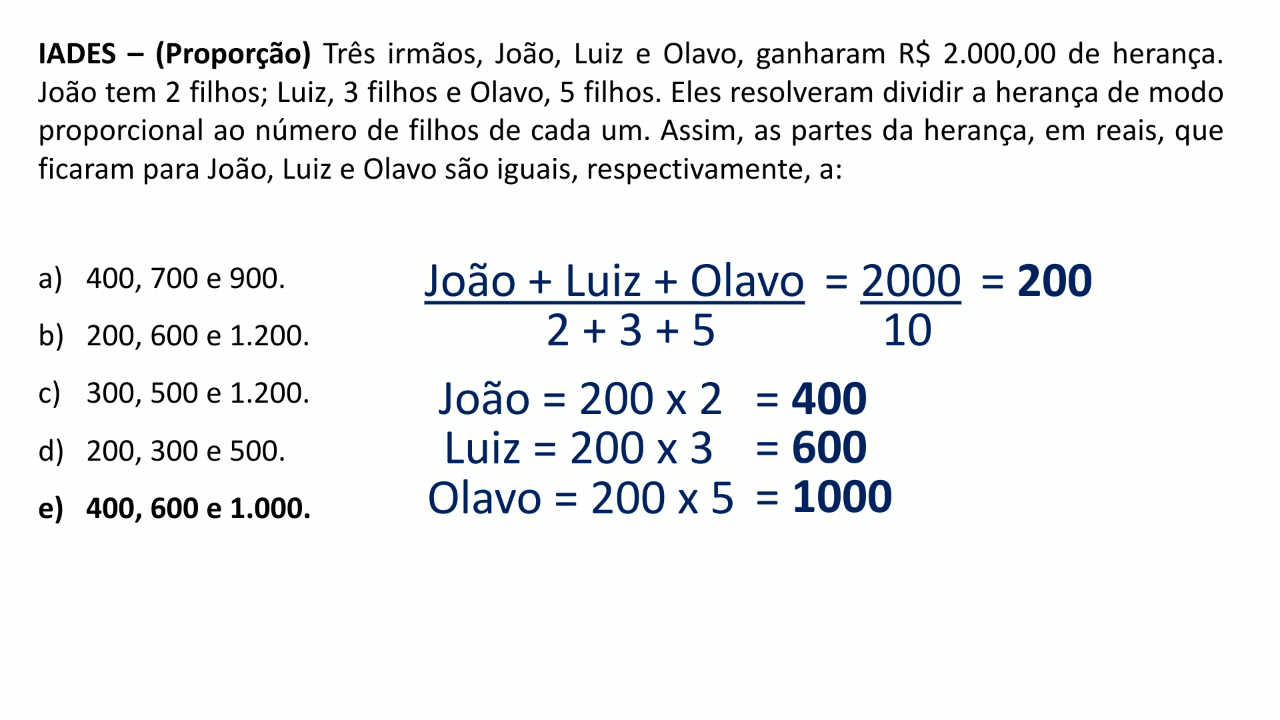 IADES – (Proporção) Três irmãos, João, Luiz e Olavo, ganharam R$ 2.000,00 de herança.
João tem 2 filhos; Luiz, 3 filhos e Olavo, 5 filhos. Eles resolveram dividir a herança de modo
proporcional ao número de filhos de cada um. Assim, as partes da herança, em reais, que
ficaram para João, Luiz e Olavo são iguais, respectivamente, a:
a) 400, 700 e 900.
b) 200, 600 e 1.200.
c) 300, 500 e 1.200.
d) 200, 300 e 500.
e) 400, 600 e 1.000.
João + Luiz + Olavo = 2000 = 200
2 + 3 + 5 10
João = 200 x 2 = 400
Luiz = 200 x 3 = 600
Olavo = 200 x 5 = 1000